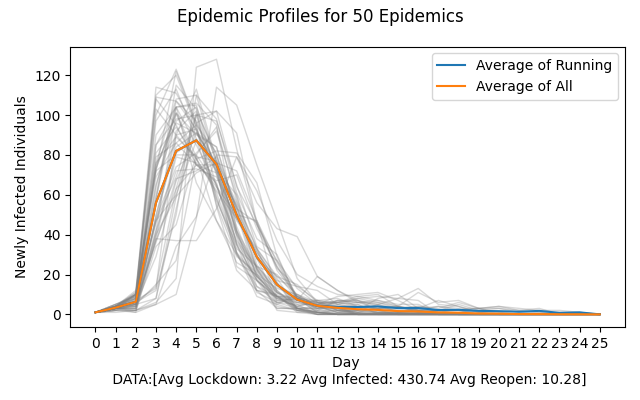 Epidemic Profiles for 50 Epidemics
Average of Running
Average of All
Newly Infected Individuals
120
100
80
60
40
20
0
0 1 2 3 4 5 6 7 8 9 10 11 12 13 14 15 16 17 18 19 20 21 22 23 24 25
Day
DATA:[Avg Lockdown: 3.22 Avg Infected: 430.74 Avg Reopen: 10.28]